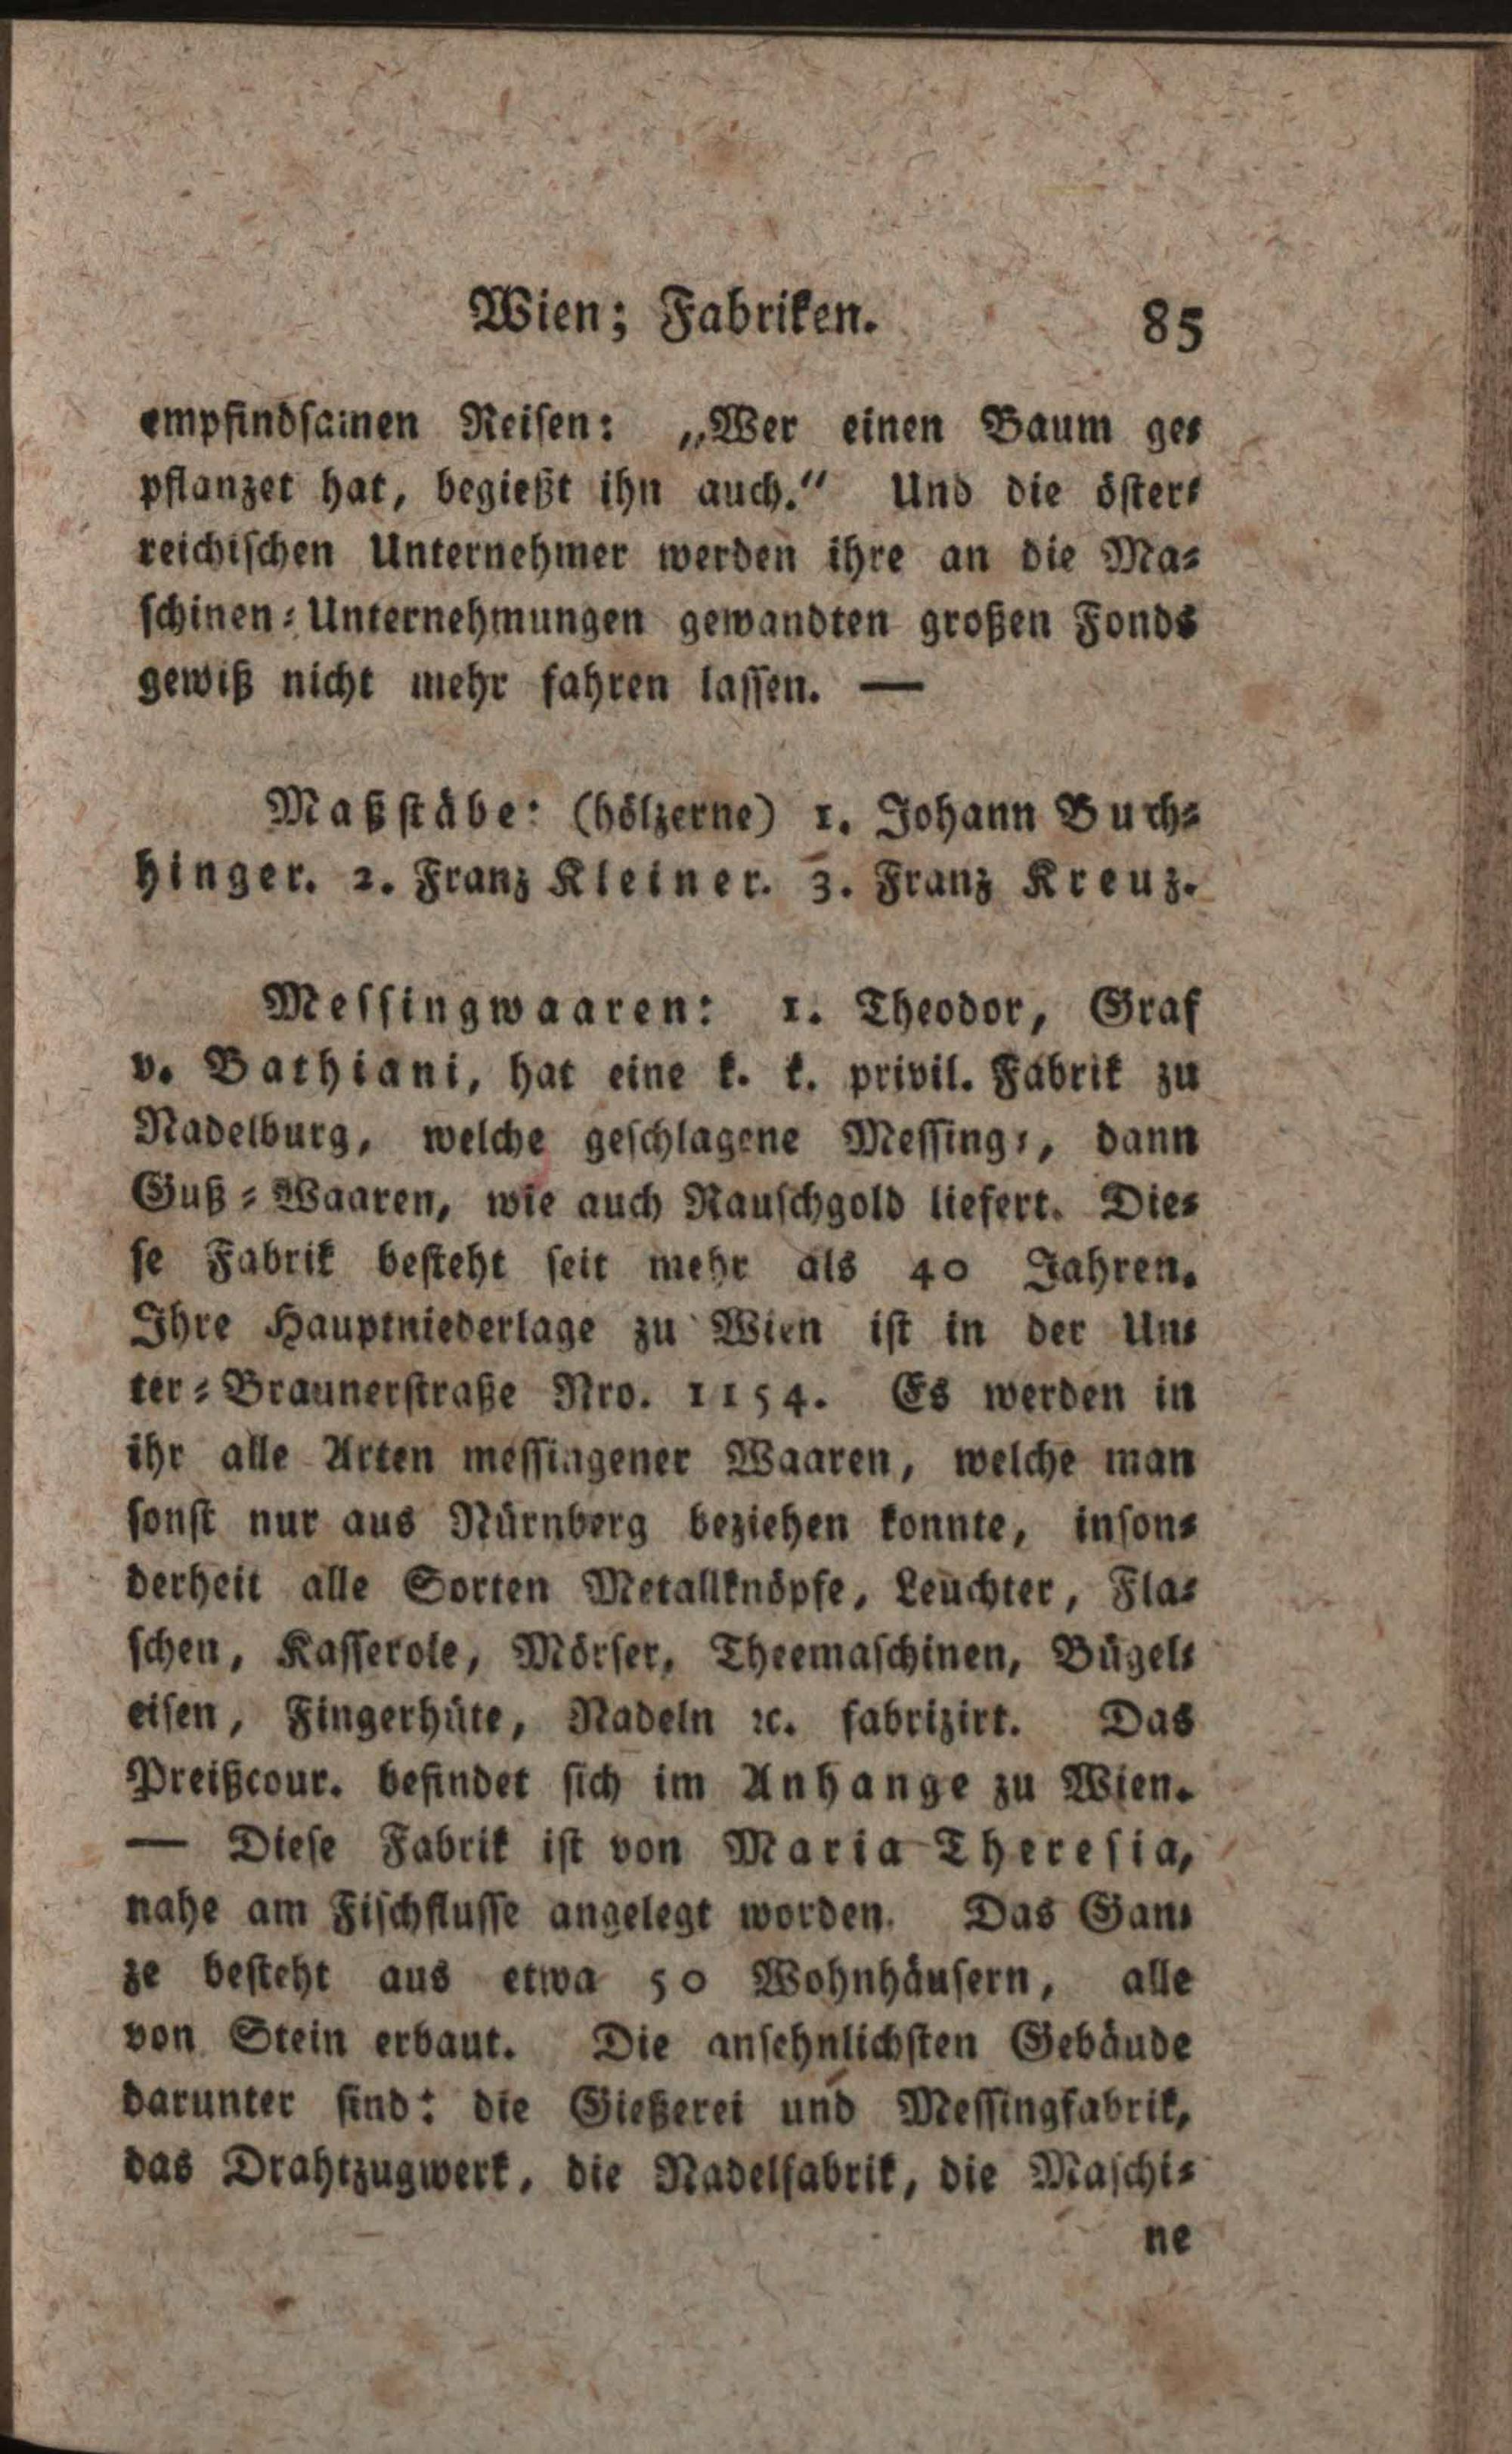 Wien; Fabriken. 85
empfindsamen Reisen: „Wer einen Baum ge-
pflanzet hat, begießt ihn auch.“ Und die öster-
reichischen Unternehmer werden ihre an die Ma-
schinen-Unternehmungen gewandten großen Fonds
gewiß nicht mehr fahren lassen. —
Maßstäbe: (hölzerne) 1. Johann Buch-
hinger. 2. Franz Kleiner. 3. Franz Kreuz.
Messingwaaren: 1. Theodor, Graf
v. Bathiani, hat eine k. k. privil. Fabrik zu
Nadelburg, welche geschlagene Messing-, dann
Guß-Waaren, wie auch Rauschgold liefert. Die-
se Fabrik besteht seit mehr als 40 Jahren.
Ihre Hauptniederlage zu Wien ist in der Un-
ter-Braunerstraße Nro. 1154. Es werden in
ihr alle Arten messingener Waaren, welche man
sonst nur aus Nürnberg beziehen konnte, inson-
derheit alle Sorten Metallknöpfe, Leuchter, Fla-
schen, Kasserole, Mörser, Theemaschinen, Bügel-
eisen, Fingerhüte, Nadeln ꝛc. fabrizirt. Das
Preißcour. befindet sich im Anhange zu Wien.
— Diese Fabrik ist von Maria Theresia,
nahe am Fischflusse angelegt worden. Das Gan-
ze besteht aus etwa 50 Wohnhäusern, alle
von Stein erbaut. Die ansehnlichsten Gebäude
darunter sind: die Gießerei und Messingfabrik,
das Drahtzugwerk, die Nadelfabrik, die Maschi-
ne